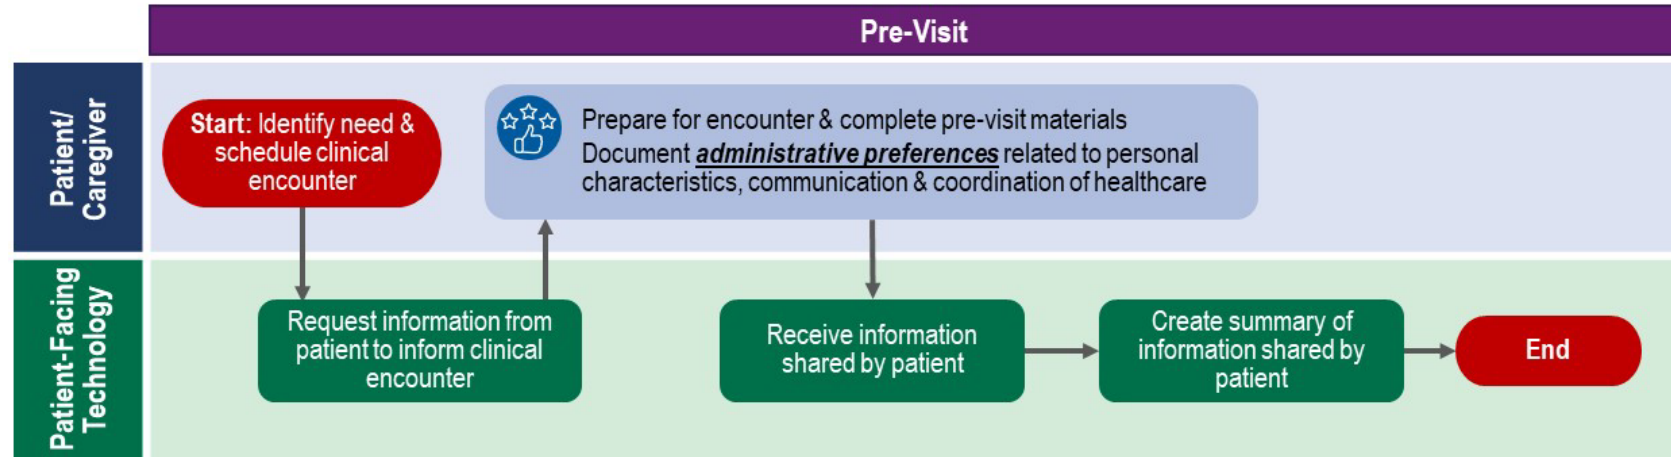 Pre-Visit
Patient/
Caregiver
Start: Identify need &
schedule clinical
encounter
Prepare for encounter & complete pre-visit materials
Document administrative preferences related to personal
characteristics, communication & coordination of healthcare
Patient-Facing
Technology
Request information from
patient to inform clinical
encounter
Receive information
shared by patient
Create summary of
information shared by
patient
End